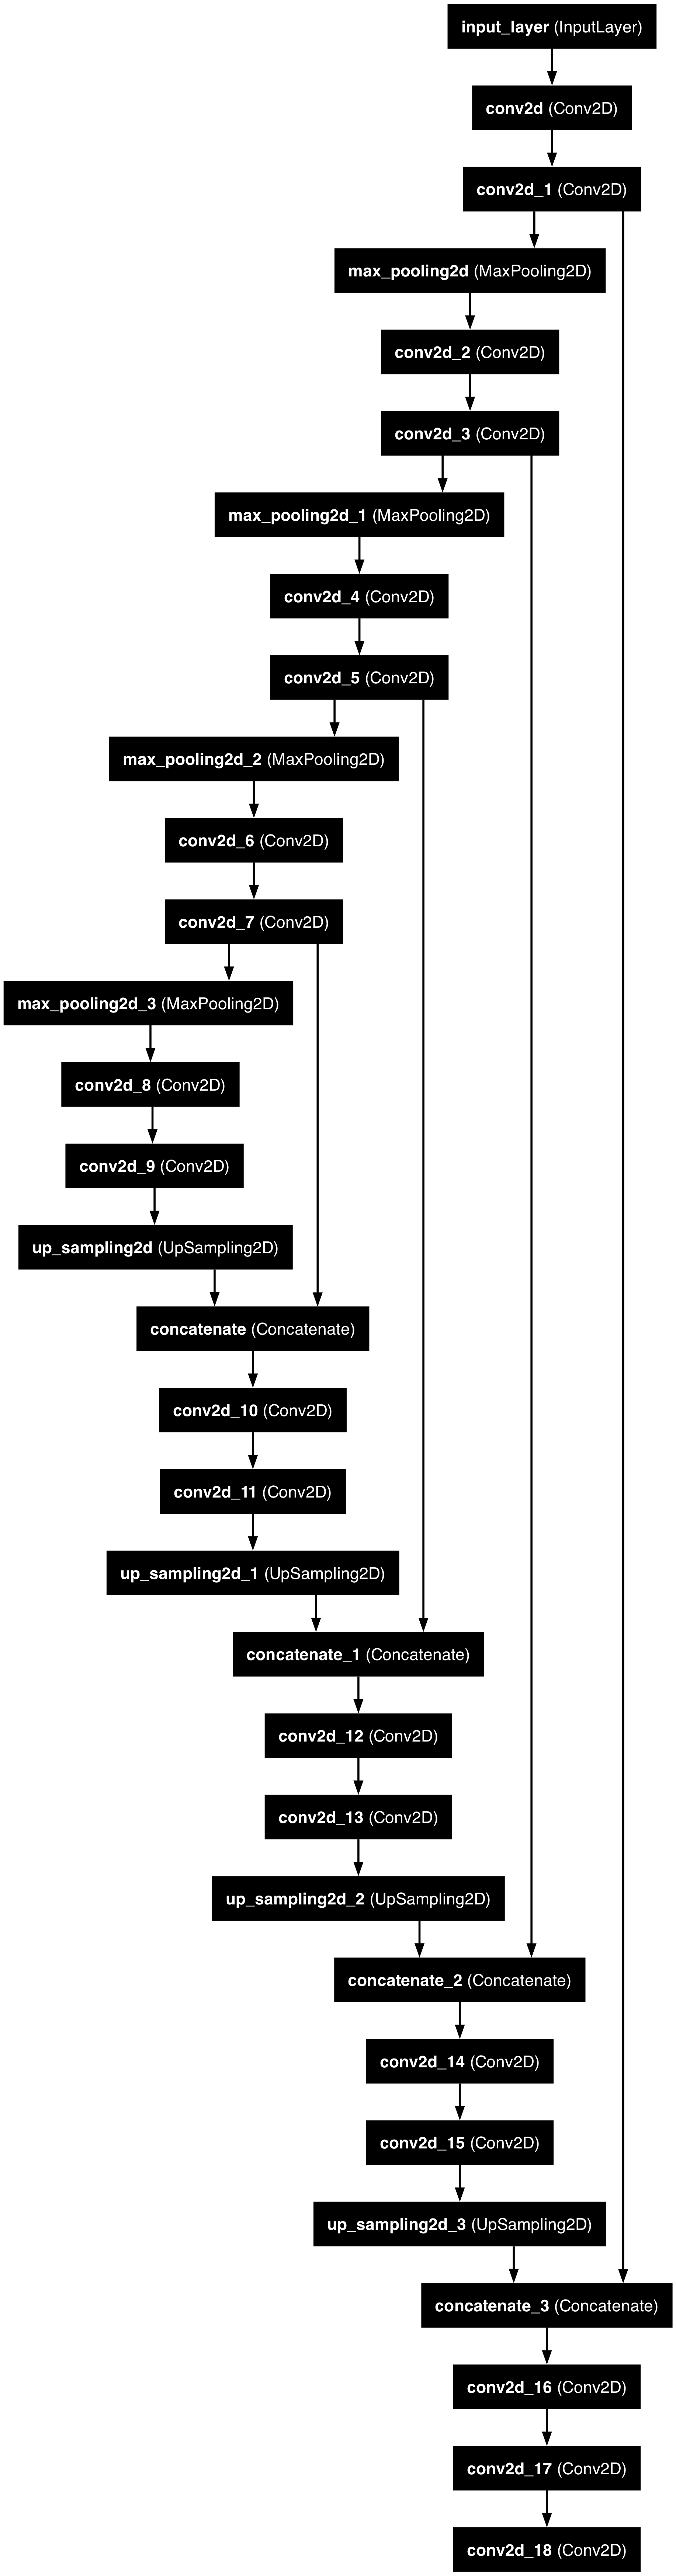 input_layer (InputLayer)
conv2d (Conv2D)
conv2d_1 (Conv2D)
max_pooling2d (MaxPooling2D)
conv2d_2 (Conv2D)
conv2d_3 (Conv2D)
max_pooling2d_1 (MaxPooling2D)
conv2d_4 (Conv2D)
conv2d_5 (Conv2D)
max_pooling2d_2 (MaxPooling2D)
conv2d_6 (Conv2D)
conv2d_7 (Conv2D)
max_pooling2d_3 (MaxPooling2D)
conv2d_8 (Conv2D)
conv2d_9 (Conv2D)
up_sampling2d (UpSampling2D)
concatenate (Concatenate)
conv2d_10 (Conv2D)
conv2d_11 (Conv2D)
up_sampling2d_1 (UpSampling2D)
concatenate_1 (Concatenate)
conv2d_12 (Conv2D)
conv2d_13 (Conv2D)
up_sampling2d_2 (UpSampling2D)
concatenate_2 (Concatenate)
conv2d_14 (Conv2D)
conv2d_15 (Conv2D)
up_sampling2d_3 (UpSampling2D)
concatenate_3 (Concatenate)
conv2d_16 (Conv2D)
conv2d_17 (Conv2D)
conv2d_18 (Conv2D)